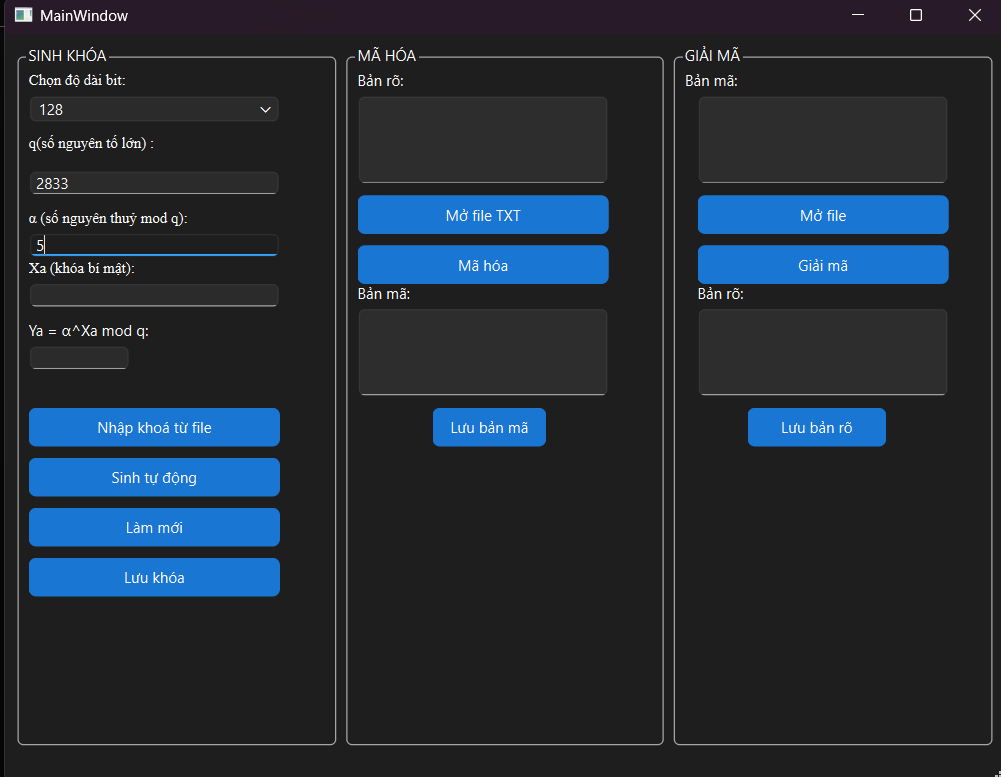 MainWindow
SINH KHÓA
Chọn độ dài bit:
128
q(số nguyên tố lớn) :
2833
α (số nguyên thuỷ mod q):
5
Xa (khóa bí mật):
Ya = α^Xa mod q:
Nhập khoá từ file
Sinh tự động
Làm mới
Lưu khóa
MÃ HÓA
Bản rõ:
Mở file TXT
Mã hóa
Bản mã:
Lưu bản mã
GIẢI MÃ
Bản mã:
Mở file
Giải mã
Bản rõ:
Lưu bản rõ